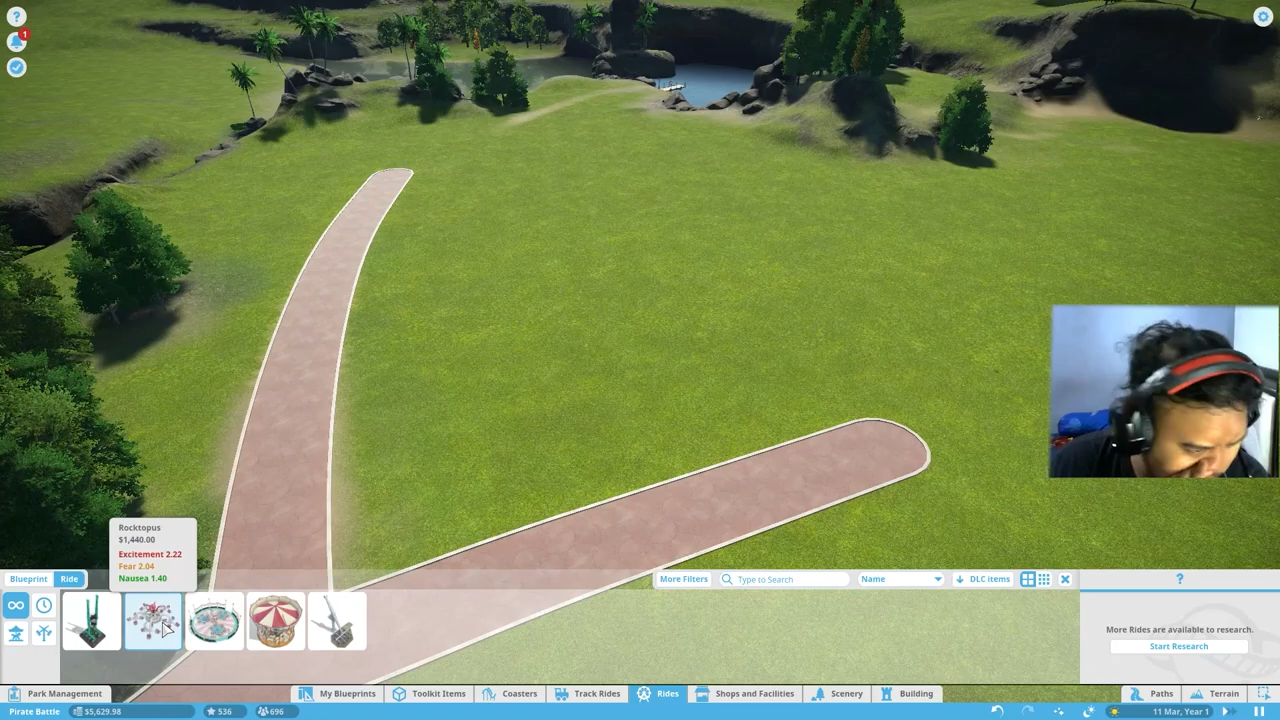 ?
1
Rocktopus
$1,440.00
Excitement 2.22
Fear 2.04
Nausea 1.40
Blueprint Ride
More Filters Type to Search Name DLC items
?
More Rides are available to research.
Start Research
Park Management My Blueprints Toolkit Items Coasters Track Rides Rides Shops and Facilities Scenery Building Paths Terrain
Pirate Battle $5,629.98 536 696 11 Mar, Year 1